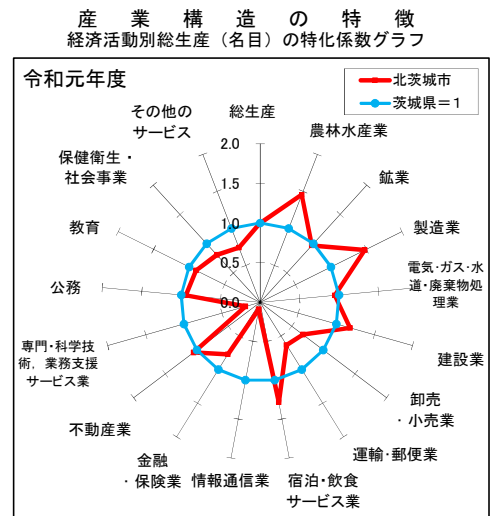 産業構造の特徴
経済活動別総生産（名目）の特化係数グラフ
令和元年度
北茨城市
茨城県＝１
総生産
農林水産業
鉱業
製造業
電気･ガス･水
道･廃棄物処
理業
建設業
卸売
・小売業
運輸･郵便業
宿泊・飲食
サービス業
情報通信業
金融
・保険業
不動産業
専門・科学技
術，業務支援
サービス業
公務
教育
保健衛生・
社会事業
その他の
サービス
2.0
1.5
1.0
0.5
0.0